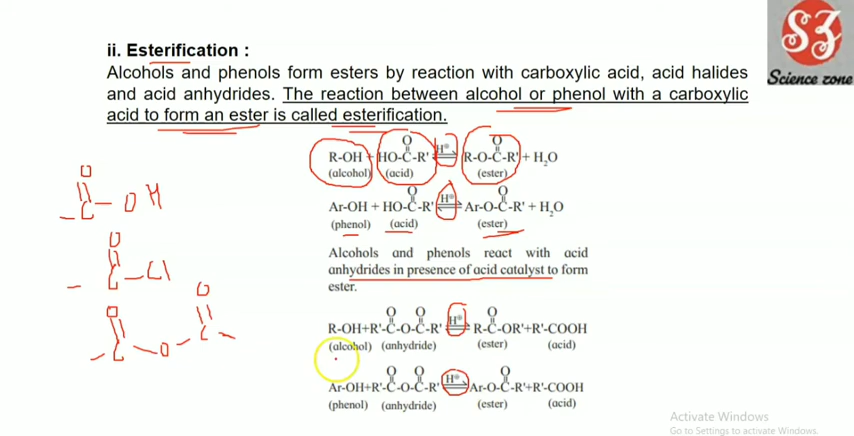 ii. Esterification :
Alcohols and phenols form esters by reaction with carboxylic acid, acid halides
and acid anhydrides. The reaction between alcohol or phenol with a carboxylic
acid to form an ester is called esterification.
SZ
Science zone
O O
R-OH + HO-C-R' H⊕ ⇌ R-O-C-R' + H₂O
(alcohol) (acid) (ester)
O O
Ar-OH + HO-C-R' H⊕ ⇌ Ar-O-C-R' + H₂O
(phenol) (acid) (ester)
Alcohols and phenols react with acid
anhydrides in presence of acid catalyst to form
ester.
O O O
R-OH+R'-C-O-C-R' H⊕ ⇌ R-C-OR'+R'-COOH
(alcohol) (anhydride) (ester) (acid)
O O O
Ar-OH+R'-C-O-C-R' H⊕ ⇌ Ar-O-C-R'+R'-COOH
(phenol) (anhydride) (ester) (acid)
O
C-OH
O
C-Cl
O O
C-O-C
Activate Windows
Go to Settings to activate Windows.